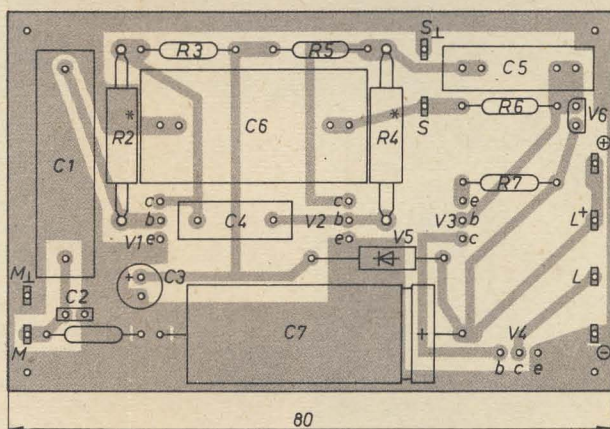 R3 R5 S⊥
C5
C6 * * R6 V6
R2 R4 S
C1 ⊕
R7
c c e
b C4 V2 b V3 b L+
V1 e e c
V5
M⊥ + C3 L
C2
C7 +
M V4
b c e ⊖
80